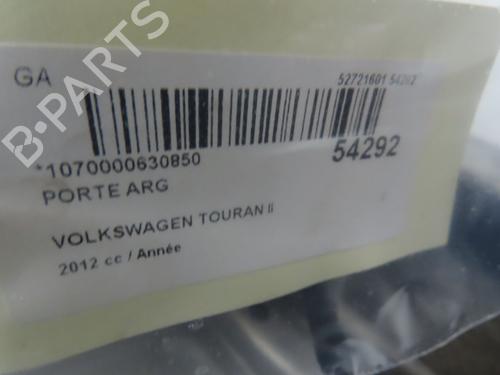 GA
52721601 54292
*1070000630850
54292
PORTE ARG
VOLKSWAGEN TOURAN II
2012 cc / Année
B-PARTS